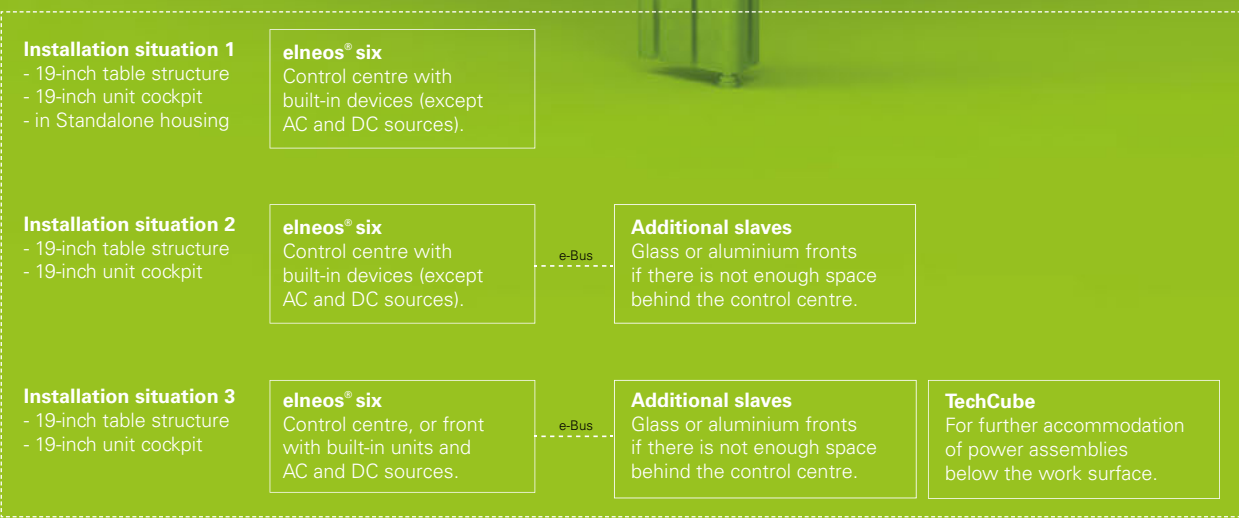 Installation situation 1
- 19-inch table structure
- 19-inch unit cockpit
- in Standalone housing
elneos® six
Control centre with
built-in devices (except
AC and DC sources).
Installation situation 2
- 19-inch table structure
- 19-inch unit cockpit
elneos® six
Control centre with
built-in devices (except
AC and DC sources).
e-Bus
Additional slaves
Glass or aluminium fronts
if there is not enough space
behind the control centre.
Installation situation 3
- 19-inch table structure
- 19-inch unit cockpit
elneos® six
Control centre, or front
with built-in units and
AC and DC sources.
e-Bus
Additional slaves
Glass or aluminium fronts
if there is not enough space
behind the control centre.
TechCube
For further accommodation
of power assemblies
below the work surface.